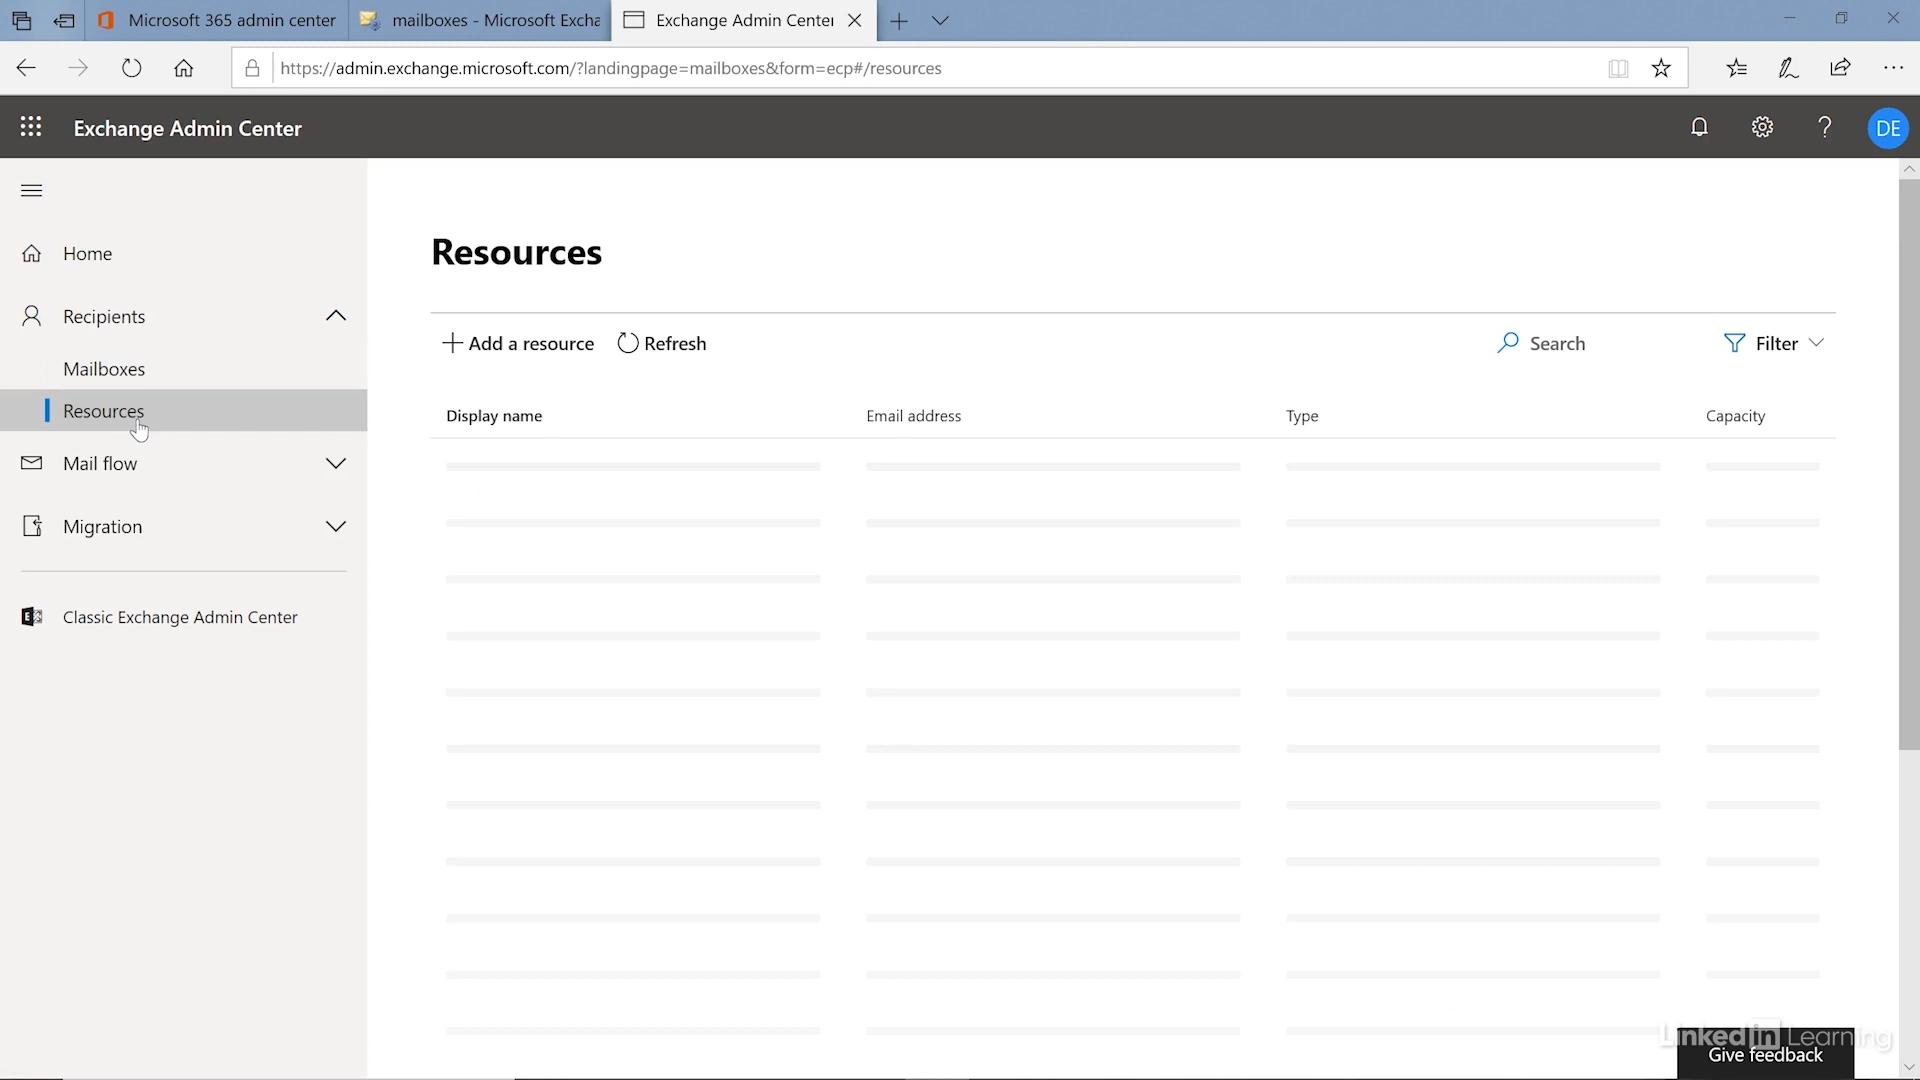 Microsoft 365 admin center
mailboxes - Microsoft Excha
Exchange Admin Center
https://admin.exchange.microsoft.com/?landingpage=mailboxes&form=ecp#/resources
Exchange Admin Center
DE
Home
Recipients
Mailboxes
Resources
Mail flow
Migration
Classic Exchange Admin Center
Resources
Add a resource
Refresh
Search
Filter
Display name
Email address
Type
Capacity
LinkedIn Learning
Give feedback